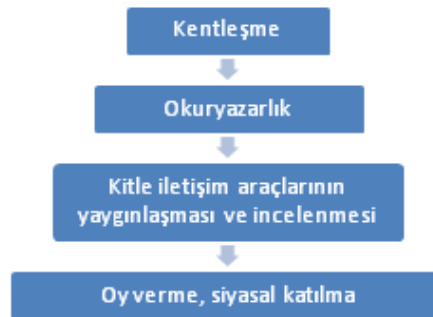 Kentleşme
Okuryazarlık
Kitle iletişim araçlarının
yaygınlaşması ve incelenmesi
Oy verme, siyasal katılma